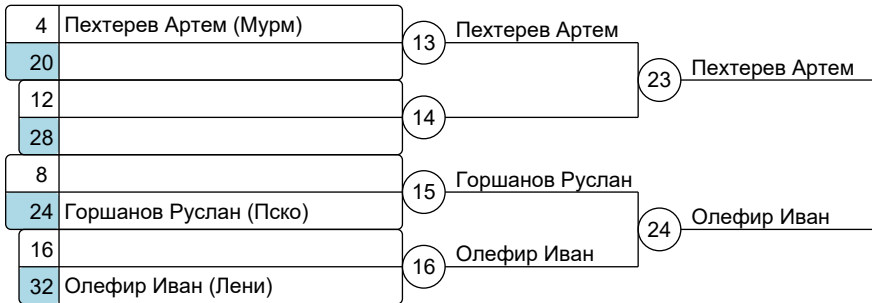 4 Пехтерев Артем (Мурм)
13 Пехтерев Артем
20
23 Пехтерев Артем
12
14
28
8
15 Горшанов Руслан
24 Горшанов Руслан (Пско)
24 Олефир Иван
16
16 Олефир Иван
32 Олефир Иван (Лени)